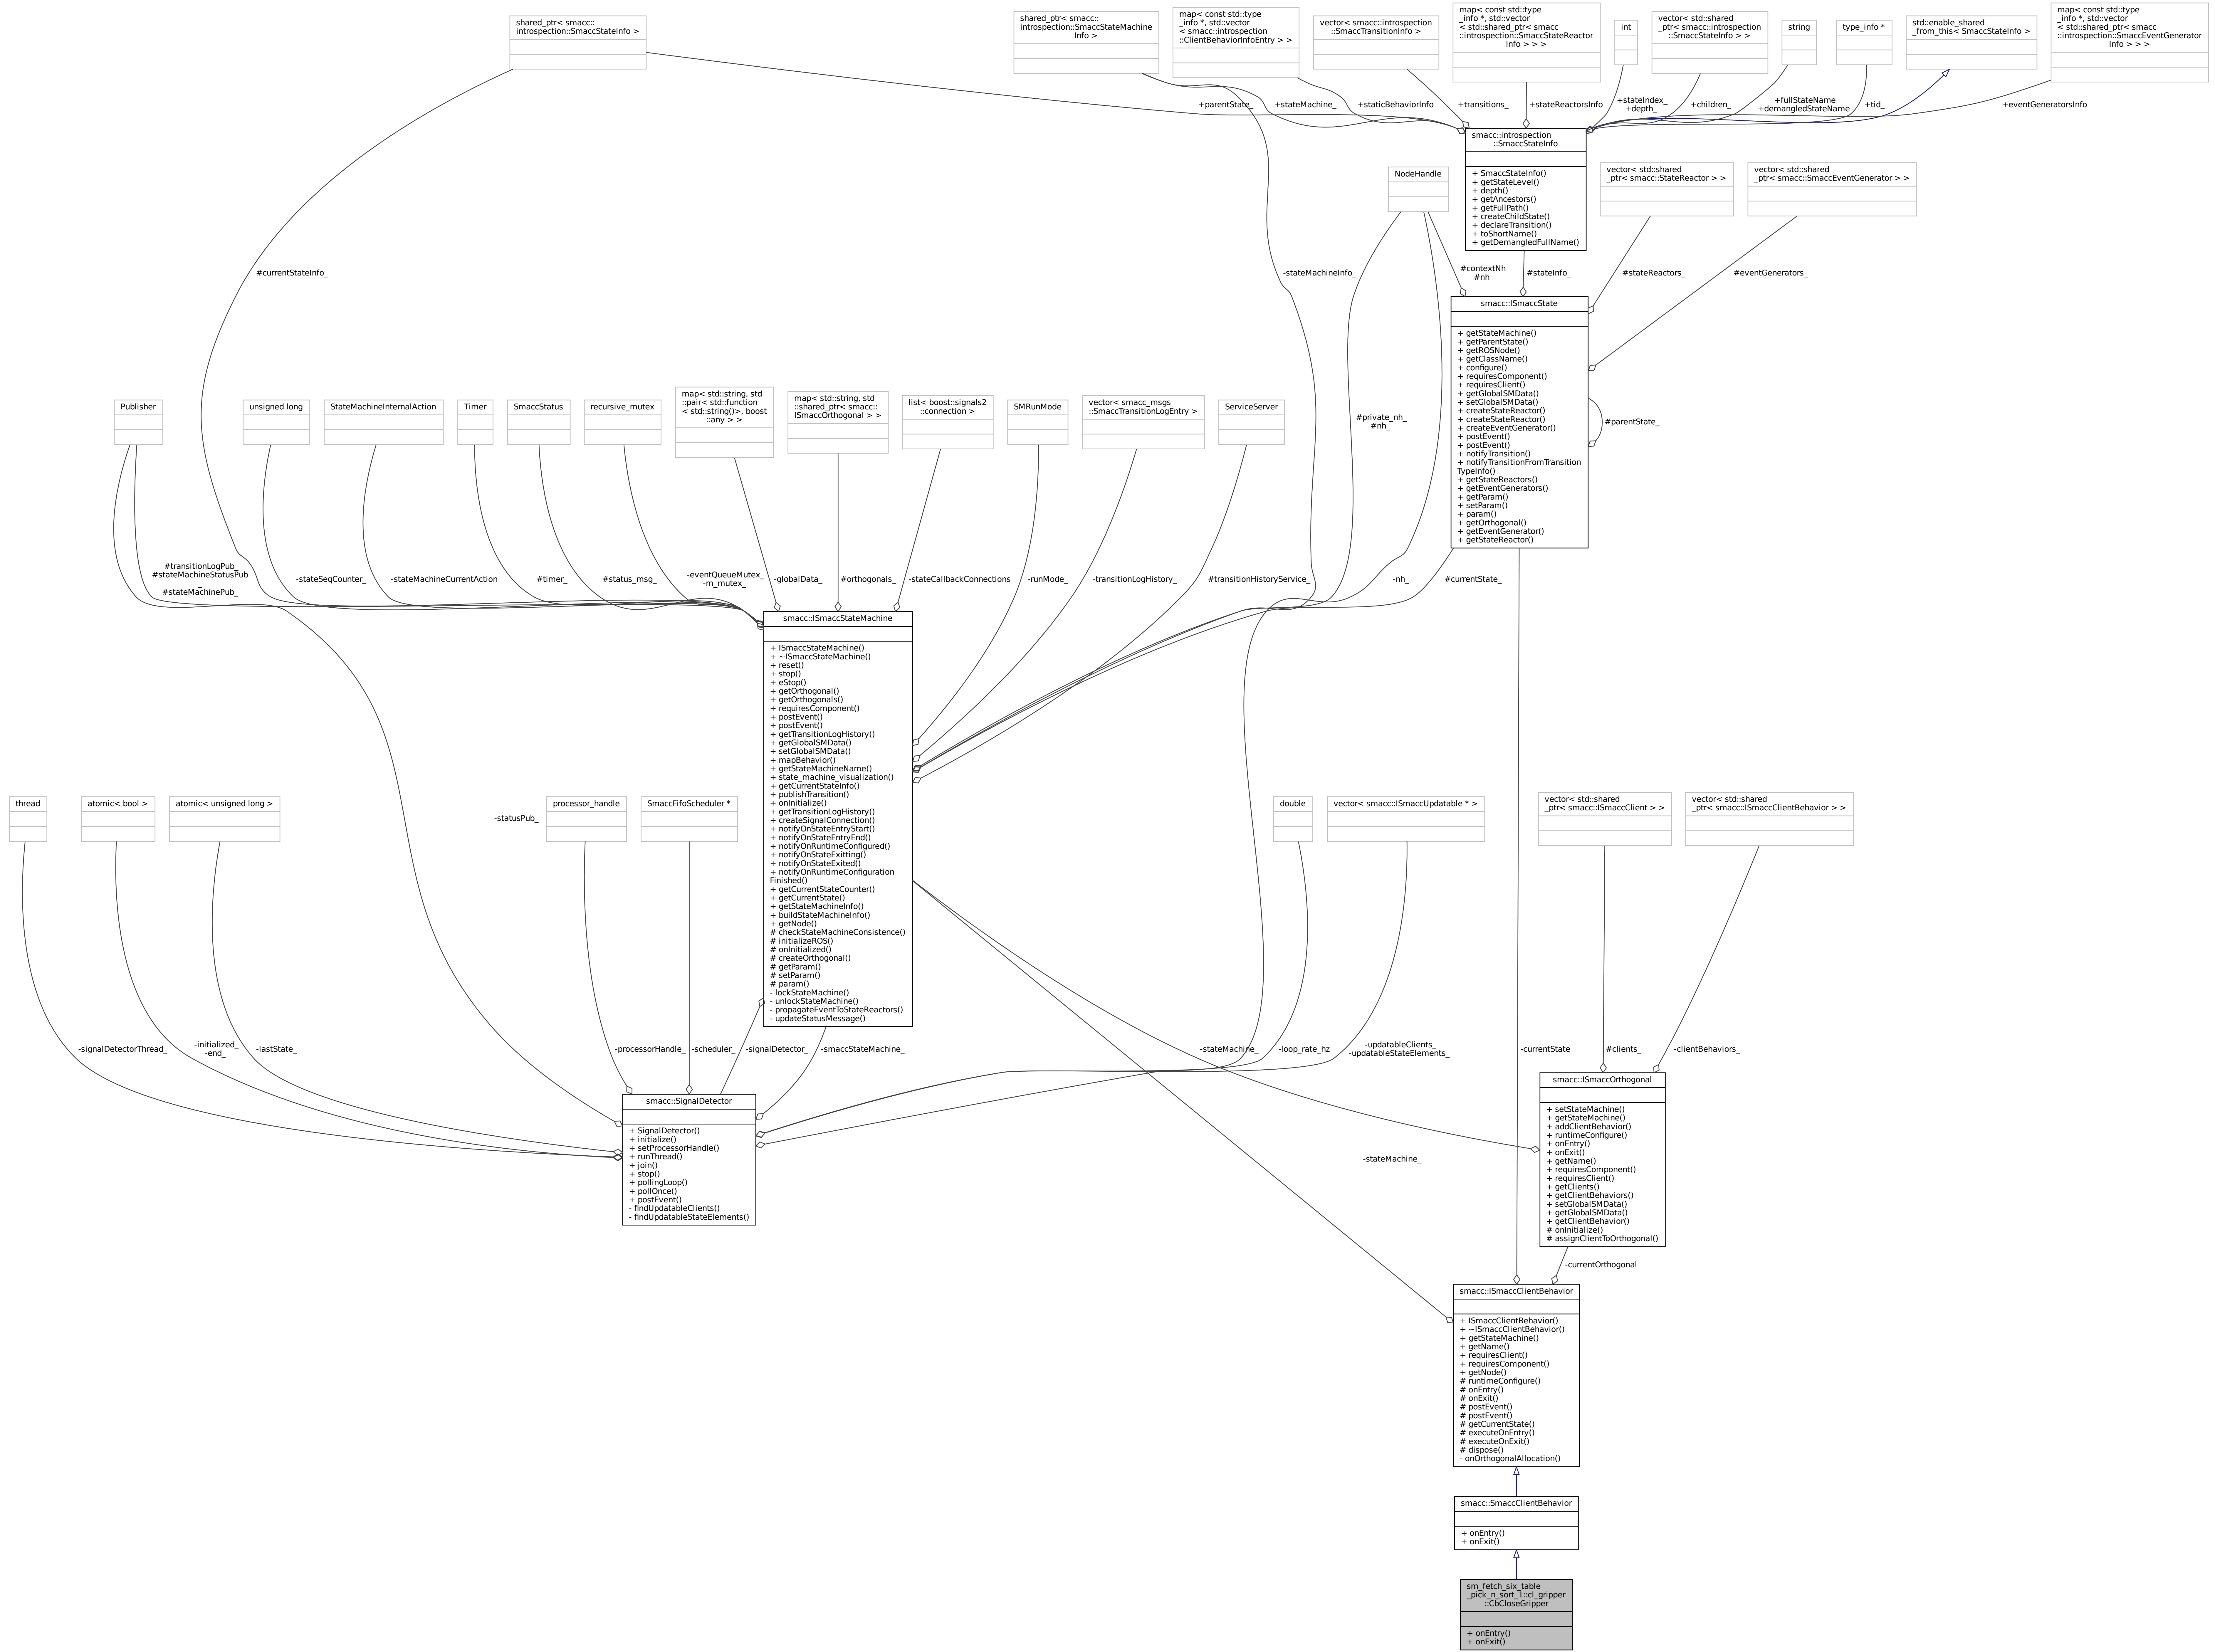 shared_ptr< smacc::
introspection::SmaccStateInfo >
shared_ptr< smacc::
introspection::SmaccStateMachine
Info >
map< const std::type
_info *, std::vector
< smacc::introspection
::ClientBehaviorInfoEntry > >
vector< smacc::introspection
::SmaccTransitionInfo >
map< const std::type
_info *, std::vector
< std::shared_ptr< smacc
::introspection::SmaccStateReactor
Info > > >
int
vector< std::shared
_ptr< smacc::introspection
::SmaccStateInfo > >
string
type_info *
std::enable_shared
_from_this< SmaccStateInfo >
map< const std::type
_info *, std::vector
< std::shared_ptr< smacc
::introspection::SmaccEventGenerator
Info > > >
+parentState_
+stateMachine_
+staticBehaviorInfo
+transitions_
+stateReactorsInfo
+stateIndex_
+depth_
+children_
+fullStateName
+demangledStateName
+tid_
+eventGeneratorsInfo
smacc::introspection
::SmaccStateInfo
+ SmaccStateInfo()
+ getStateLevel()
+ depth()
+ getAncestors()
+ getFullPath()
+ createChildState()
+ declareTransition()
+ toShortName()
+ getDemangledFullName()
NodeHandle
vector< std::shared
_ptr< smacc::StateReactor > >
vector< std::shared
_ptr< smacc::SmaccEventGenerator > >
#currentStateInfo_
-stateMachineInfo_
#contextNh
#nh
#stateInfo_
#stateReactors_
#eventGenerators_
smacc::ISmaccState
+ getStateMachine()
+ getParentState()
+ getROSNode()
+ getClassName()
+ configure()
+ requiresComponent()
+ requiresClient()
+ getGlobalSMData()
+ setGlobalSMData()
+ createStateReactor()
+ createStateReactor()
+ createEventGenerator()
+ postEvent()
+ postEvent()
+ notifyTransition()
+ notifyTransitionFromTransition
TypeInfo()
+ getStateReactors()
+ getEventGenerators()
+ getParam()
+ setParam()
+ param()
+ getOrthogonal()
+ getEventGenerator()
+ getStateReactor()
#parentState_
Publisher
unsigned long
StateMachineInternalAction
Timer
SmaccStatus
recursive_mutex
map< std::string, std
::pair< std::function
< std::string()>, boost
::any > >
map< std::string, std
::shared_ptr< smacc::
ISmaccOrthogonal > >
list< boost::signals2
::connection >
SMRunMode
vector< smacc_msgs
::SmaccTransitionLogEntry >
ServiceServer
#private_nh_
#nh_
#transitionLogPub_
#stateMachineStatusPub
_
#stateMachinePub_
-stateSeqCounter_
-stateMachineCurrentAction
#timer_
#status_msg_
-eventQueueMutex_
-m_mutex_
-globalData_
#orthogonals_
-stateCallbackConnections
-runMode_
-transitionLogHistory_
#transitionHistoryService_
-nh_
#currentState_
smacc::ISmaccStateMachine
+ ISmaccStateMachine()
+ ~ISmaccStateMachine()
+ reset()
+ stop()
+ eStop()
+ getOrthogonal()
+ getOrthogonals()
+ requiresComponent()
+ postEvent()
+ postEvent()
+ getTransitionLogHistory()
+ getGlobalSMData()
+ setGlobalSMData()
+ mapBehavior()
+ getStateMachineName()
+ state_machine_visualization()
+ getCurrentStateInfo()
+ publishTransition()
+ onInitialize()
+ getTransitionLogHistory()
+ createSignalConnection()
+ notifyOnStateEntryStart()
+ notifyOnStateEntryEnd()
+ notifyOnRuntimeConfigured()
+ notifyOnStateExitting()
+ notifyOnStateExited()
+ notifyOnRuntimeConfiguration
Finished()
+ getCurrentStateCounter()
+ getCurrentState()
+ getStateMachineInfo()
+ buildStateMachineInfo()
+ getNode()
# checkStateMachineConsistence()
# initializeROS()
# onInitialized()
# createOrthogonal()
# getParam()
# setParam()
# param()
- lockStateMachine()
- unlockStateMachine()
- propagateEventToStateReactors()
- updateStatusMessage()
thread
atomic< bool >
atomic< unsigned long >
-statusPub_
processor_handle
SmaccFifoScheduler *
double
vector< smacc::ISmaccUpdatable * >
vector< std::shared
_ptr< smacc::ISmaccClient > >
vector< std::shared
_ptr< smacc::ISmaccClientBehavior > >
-signalDetectorThread_
-initialized_
-end_
-lastState_
-processorHandle_
-scheduler_
-signalDetector_
-smaccStateMachine_
-stateMachine_
-loop_rate_hz
-updatableClients_
-updatableStateElements_
-currentState
#clients_
-clientBehaviors_
smacc::SignalDetector
+ SignalDetector()
+ initialize()
+ setProcessorHandle()
+ runThread()
+ join()
+ stop()
+ pollingLoop()
+ pollOnce()
+ postEvent()
- findUpdatableClients()
- findUpdatableStateElements()
smacc::ISmaccOrthogonal
+ setStateMachine()
+ getStateMachine()
+ addClientBehavior()
+ runtimeConfigure()
+ onEntry()
+ onExit()
+ getName()
+ requiresComponent()
+ requiresClient()
+ getClients()
+ getClientBehaviors()
+ setGlobalSMData()
+ getGlobalSMData()
+ getClientBehavior()
# onInitialize()
# assignClientToOrthogonal()
-stateMachine_
-currentOrthogonal
smacc::ISmaccClientBehavior
+ ISmaccClientBehavior()
+ ~ISmaccClientBehavior()
+ getStateMachine()
+ getName()
+ requiresClient()
+ requiresComponent()
+ getNode()
# runtimeConfigure()
# onEntry()
# onExit()
# postEvent()
# postEvent()
# getCurrentState()
# executeOnEntry()
# executeOnExit()
# dispose()
- onOrthogonalAllocation()
smacc::SmaccClientBehavior
+ onEntry()
+ onExit()
sm_fetch_six_table
_pick_n_sort_1::cl_gripper
::CbCloseGripper
+ onEntry()
+ onExit()